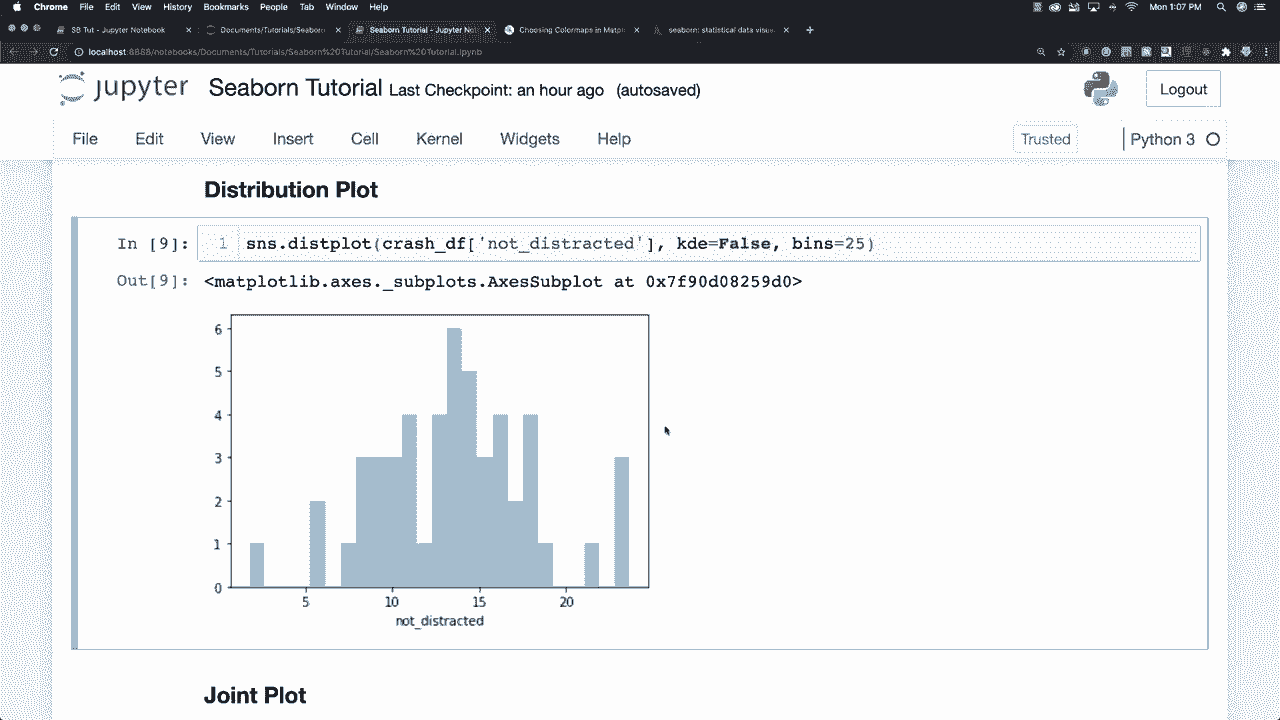 Chrome File Edit View History Bookmarks People Tab Window Help Mon 1:07 PM
SB Tut - Jupyter Notebook Documents/Tutorials/Seaborn Seaborn Tutorial - Jupyter No Choosing Colormaps in Matpl seaborn: statistical data visua
localhost:8888/notebooks/Documents/Tutorials/Seaborn%20Tutorial/Seaborn%20Tutorial.ipynb
jupyter Seaborn Tutorial Last Checkpoint: an hour ago (autosaved) Logout
File Edit View Insert Cell Kernel Widgets Help Trusted Python 3
Distribution Plot
In [9]: 1 sns.distplot(crash_df['not_distracted'], kde=False, bins=25)
Out[9]: <matplotlib.axes._subplots.AxesSubplot at 0x7f90d08259d0>
6
5
4
3
2
1
0
5 10 15 20
not_distracted
Joint Plot